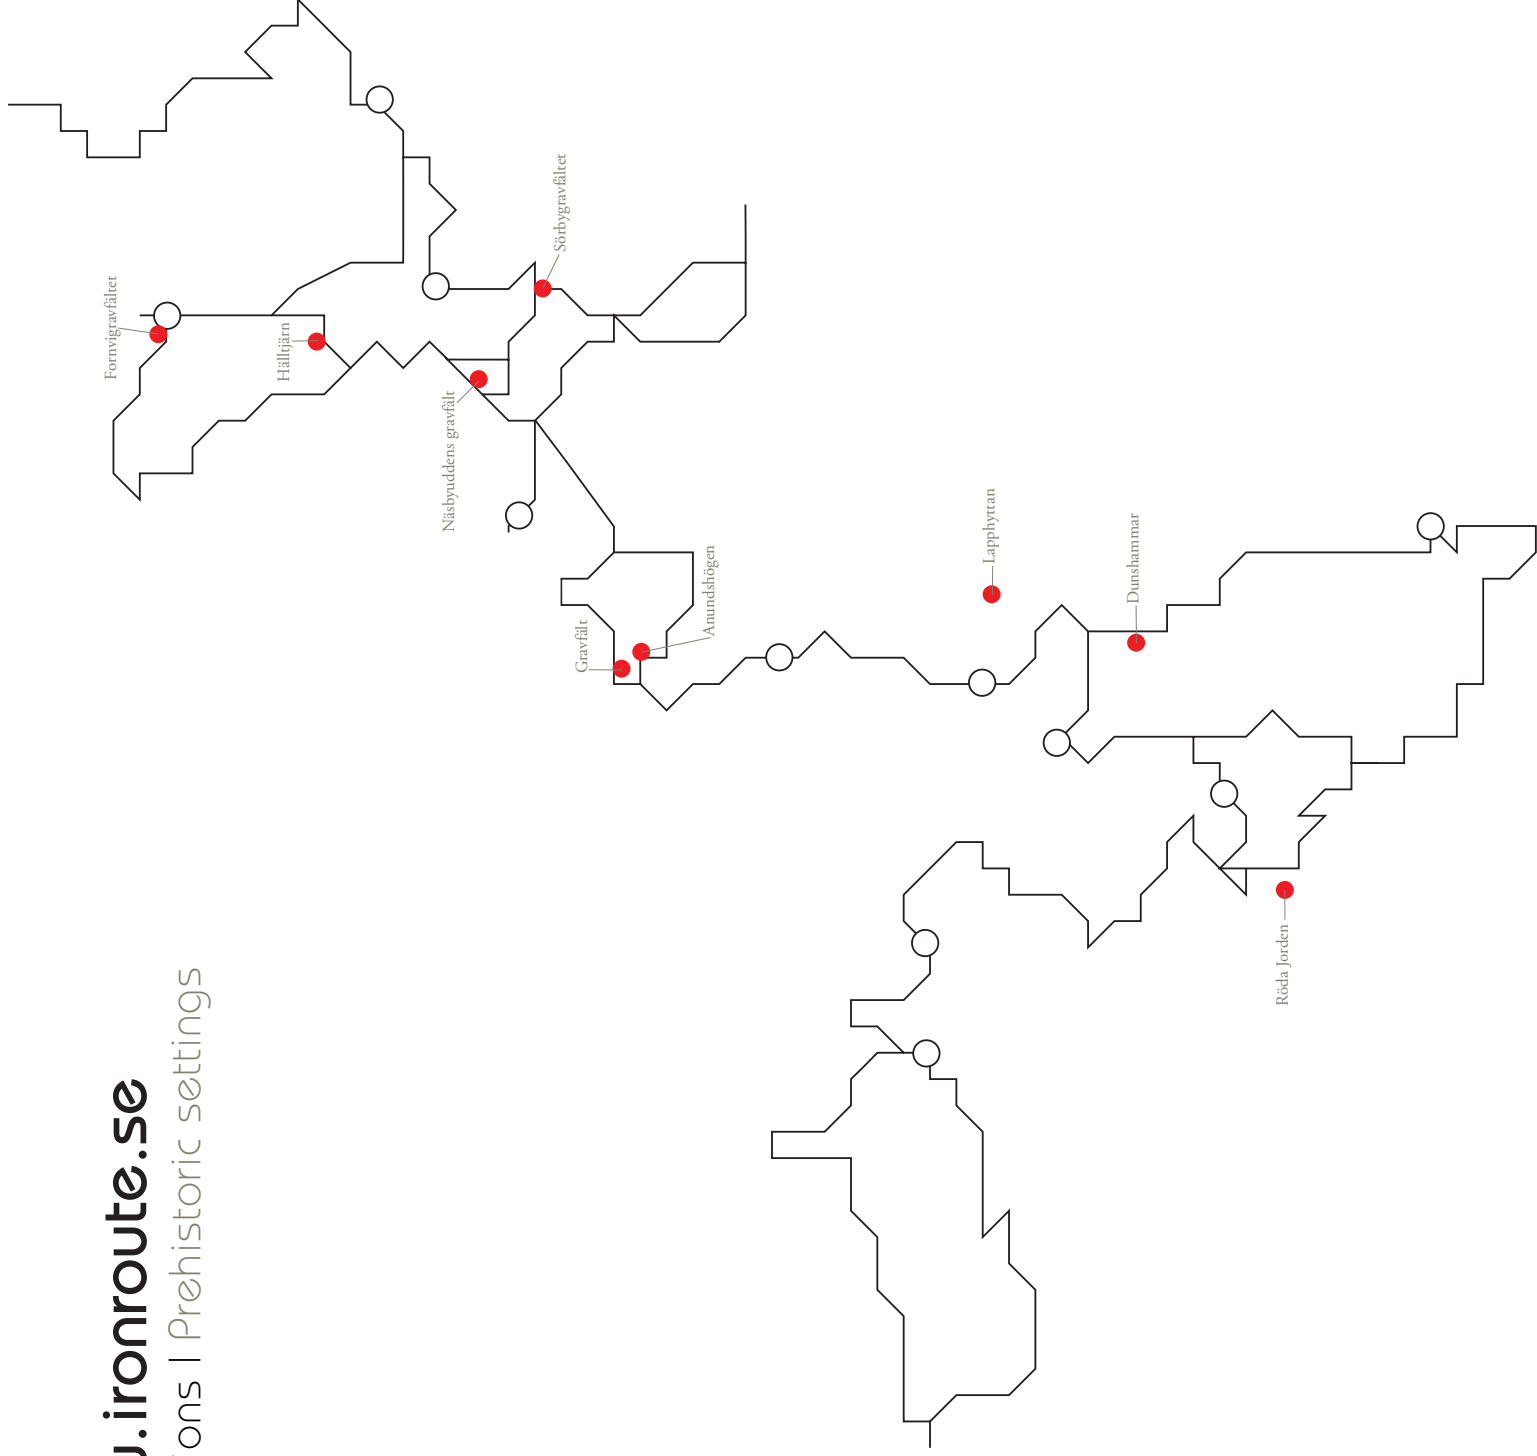 .ironroute.se
ons | Prehistoric settings
Fornvigravfältet
Hälltjärn
Näsbyuddens gravfält
Sörbygravfältet
Gravfält
Anundshögen
Lapphyttan
Dunshammar
Röda Jorden